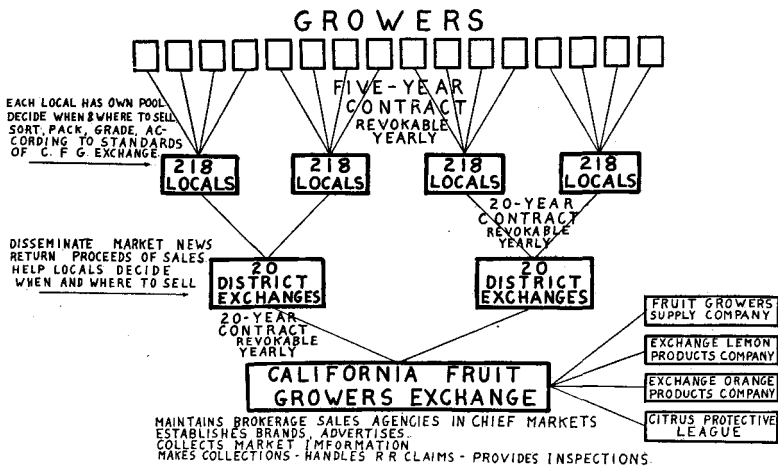 GROWERS
FIVE-YEAR
CONTRACT
REVOKABLE
YEARLY
EACH LOCAL HAS OWN POOL
DECIDE WHEN & WHERE TO SELL
SORT, PACK, GRADE, AC-
CORDING TO STANDARDS
OF C. F. G. EXCHANGE.
218
LOCALS
218
LOCALS
218
LOCALS
218
LOCALS
20-YEAR
CONTRACT
REVOKABLE
YEARLY
DISSEMINATE MARKET NEWS
RETURN PROCEEDS OF SALES
HELP LOCALS DECIDE
WHEN AND WHERE TO SELL
20
DISTRICT
EXCHANGES
20
DISTRICT
EXCHANGES
20-YEAR
CONTRACT
REVOKABLE
YEARLY
FRUIT GROWERS
SUPPLY COMPANY
EXCHANGE LEMON
PRODUCTS COMPANY
EXCHANGE ORANGE
PRODUCTS COMPANY
CITRUS PROTECTIVE
LEAGUE
CALIFORNIA FRUIT
GROWERS EXCHANGE
MAINTAINS BROKERAGE SALES AGENCIES IN CHIEF MARKETS
ESTABLISHES BRANDS, ADVERTISES.
COLLECTS MARKET IMFORMATION
MAKES COLLECTIONS - HANDLES R R CLAIMS - PROVIDES INSPECTIONS.